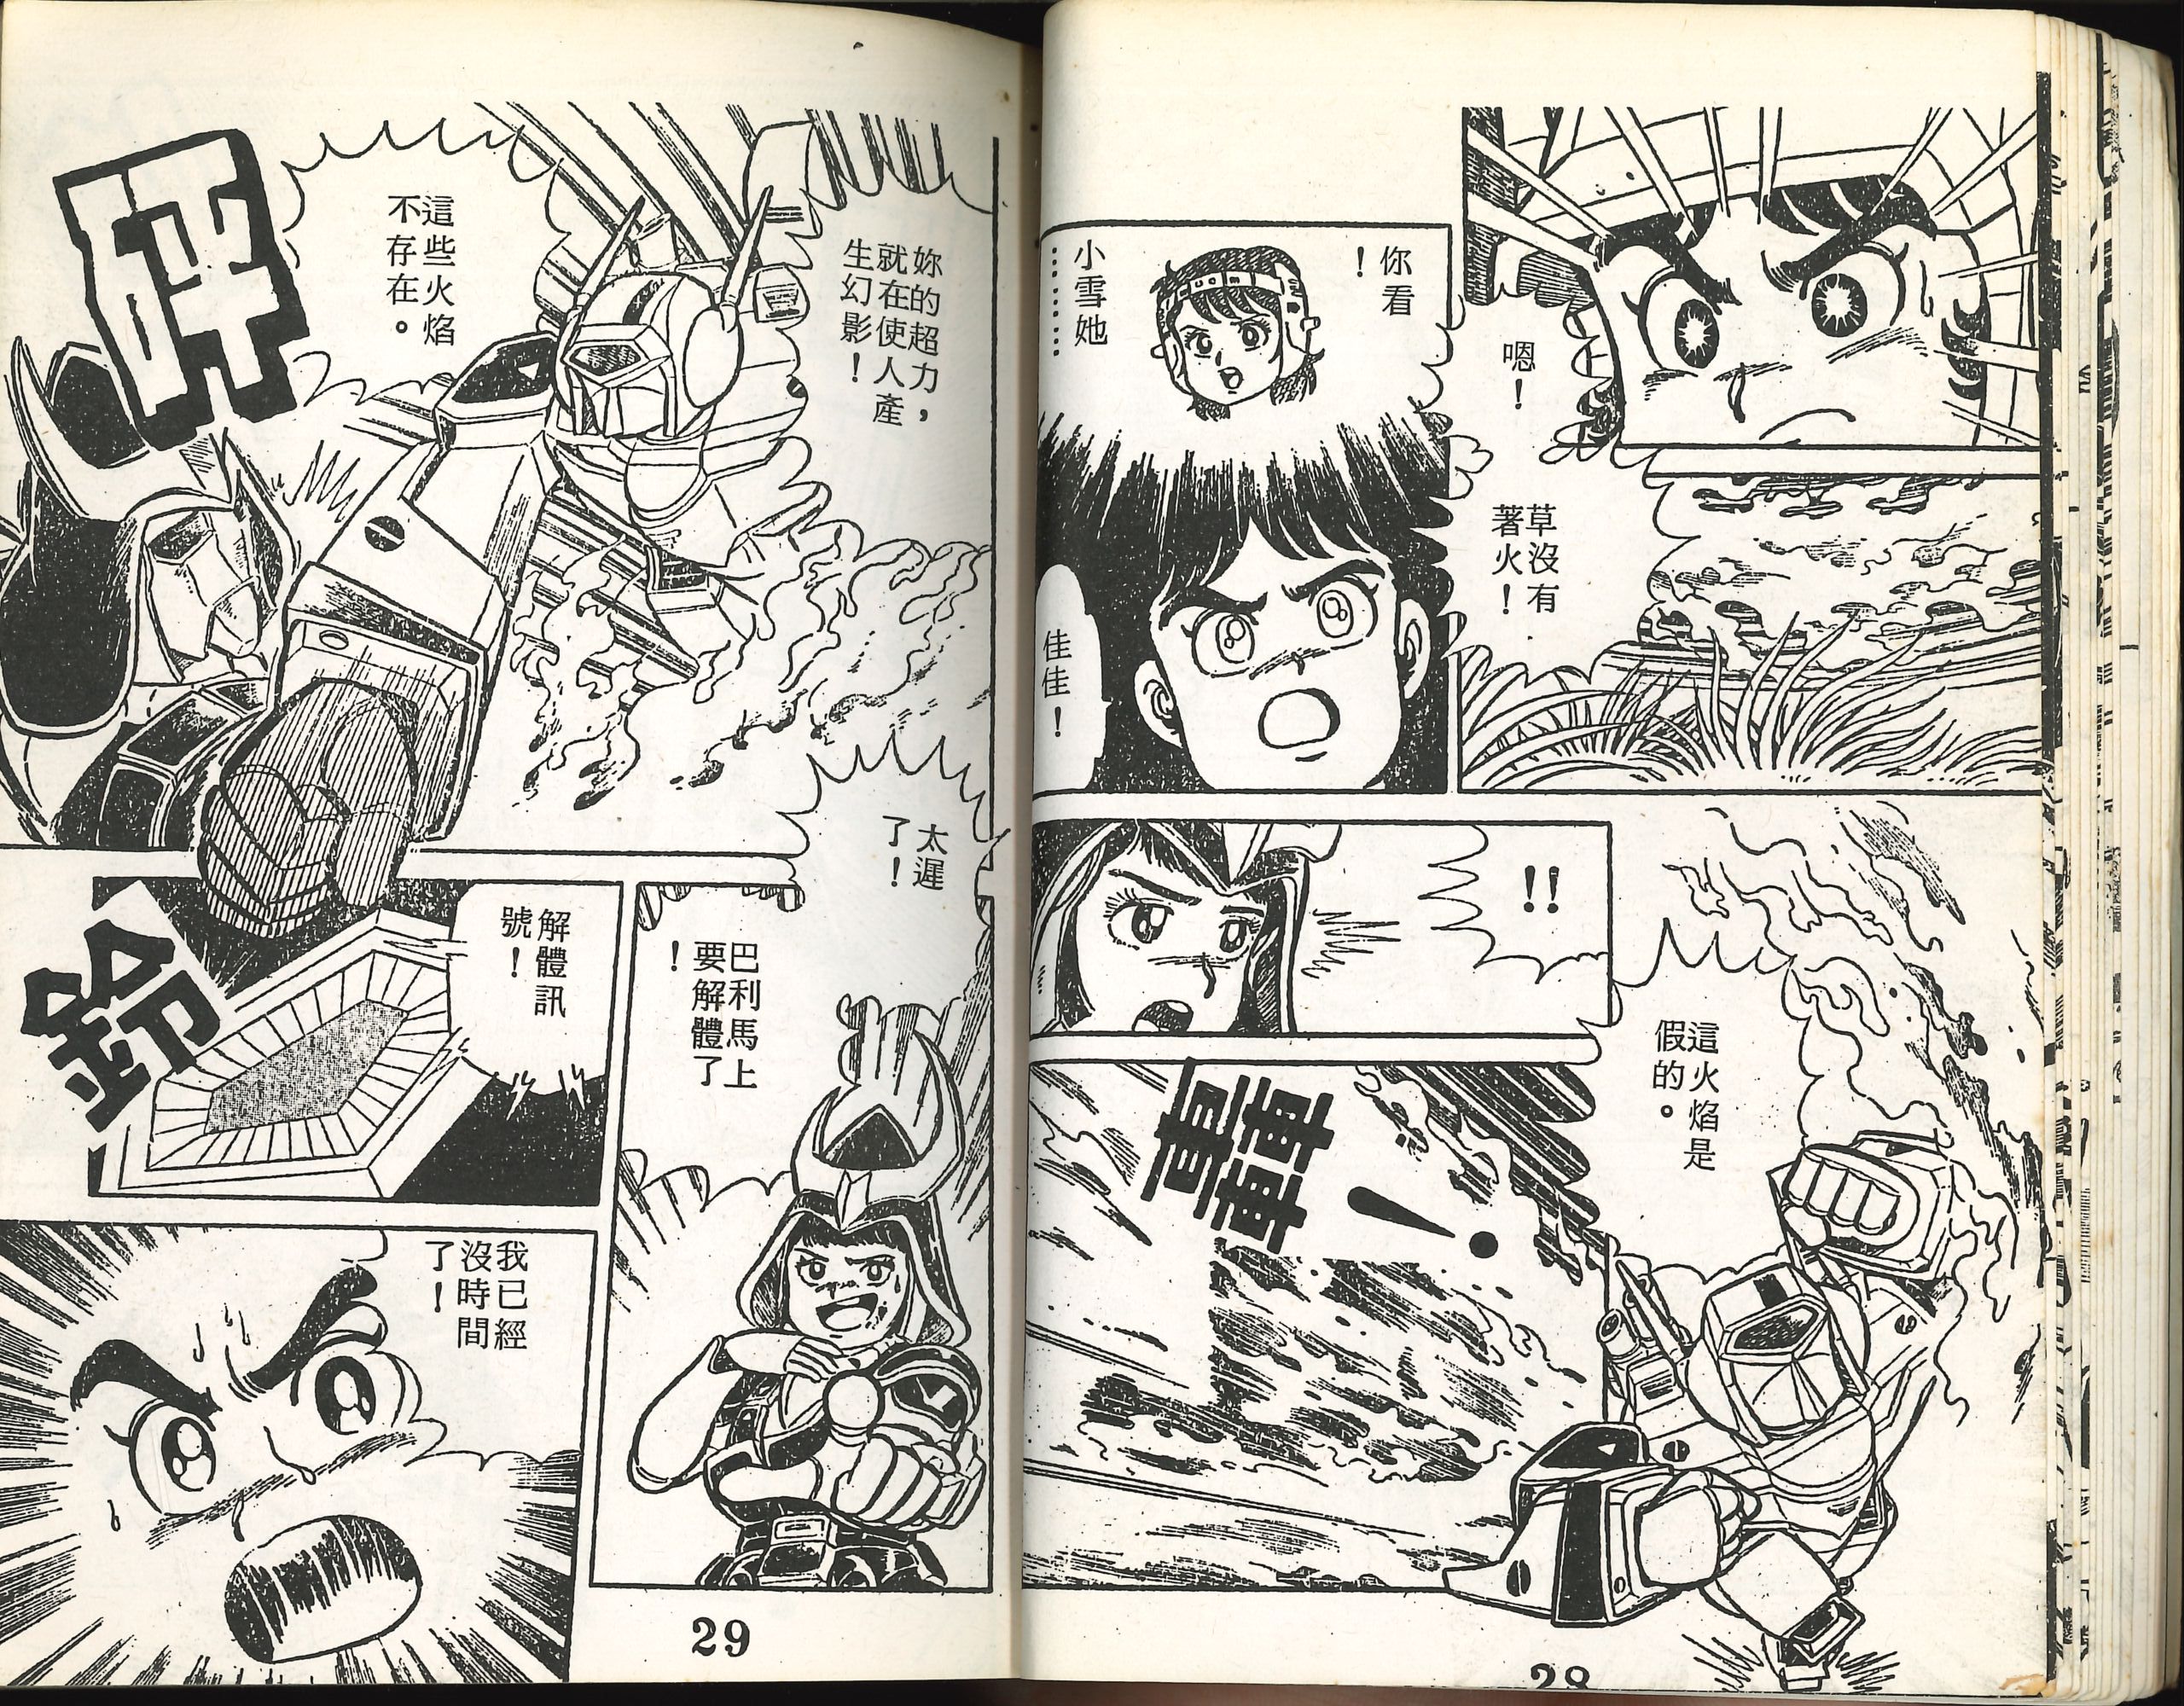 嗯！
草沒有
著火！
你看
！
小雪她
⋯⋯⋯
佳佳！
!!
這火焰是
假的。
轟！
28
妳的超力，
就在使人產
生幻影！
這些火焰
不存在。
砰
太遲
了！
巴利馬上
要解體了
！
解體訊
號！
鈴
我已經
沒時間
了！
29